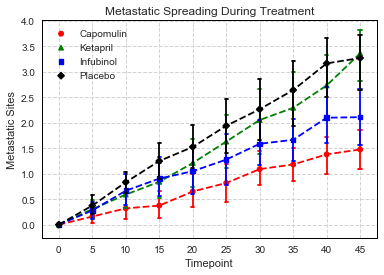 Metastatic Spreading During Treatment
Capomulin
Ketapril
Infubinol
Placebo
Metastatic Sites
4.0
3.5
3.0
2.5
2.0
1.5
1.0
0.5
0.0
0 5 10 15 20 25 30 35 40 45
Timepoint